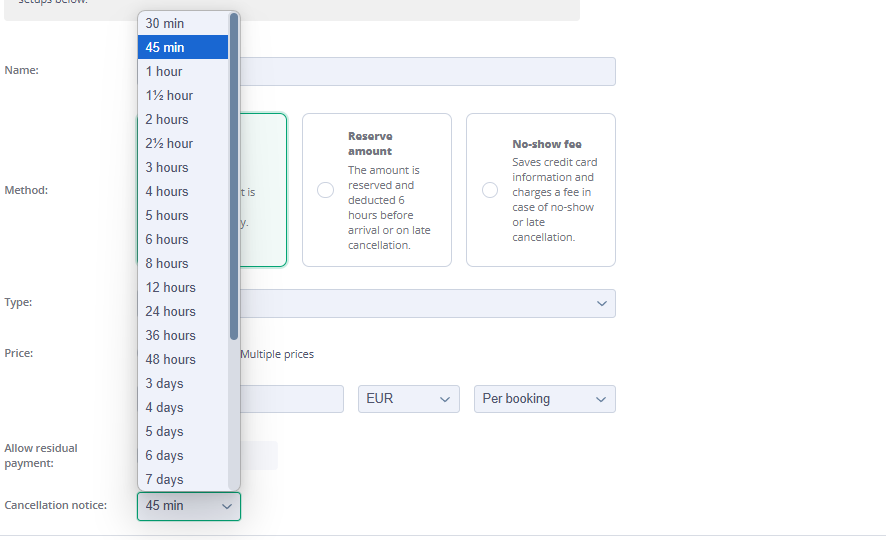 setups below.
30 min
45 min
1 hour
1½ hour
2 hours
2½ hour
3 hours
4 hours
5 hours
6 hours
8 hours
12 hours
24 hours
36 hours
48 hours
3 days
4 days
5 days
6 days
7 days
Name:
Method:
t is
y.
Reserve
amount
The amount is
reserved and
deducted 6
hours before
arrival or on late
cancellation.
No-show fee
Saves credit card
information and
charges a fee in
case of no-show
or late
cancellation.
Type:
Price:
Multiple prices
EUR
Per booking
Allow residual
payment:
Cancellation notice:
45 min